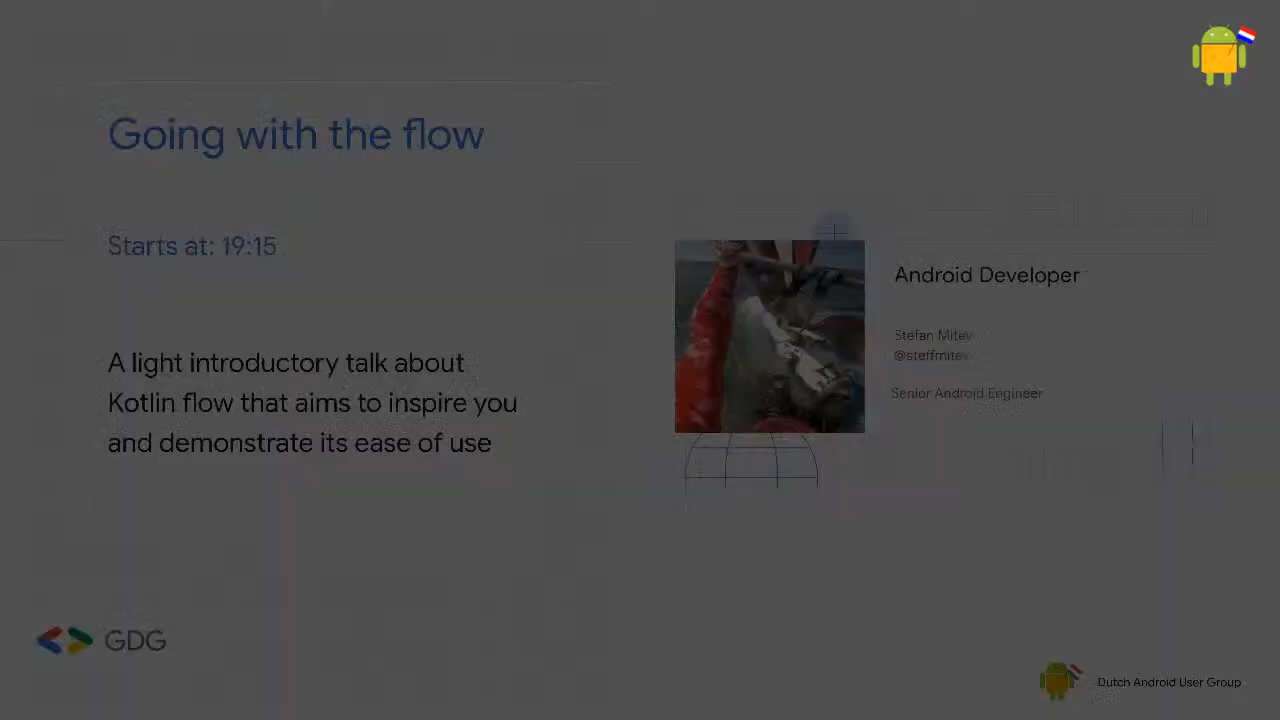 Going with the flow
Starts at: 19:15
A light introductory talk about
Kotlin flow that aims to inspire you
and demonstrate its ease of use
Android Developer
Stefan Mitev
@steffmitev
Senior Android Engineer
GDG
Dutch Android User Group